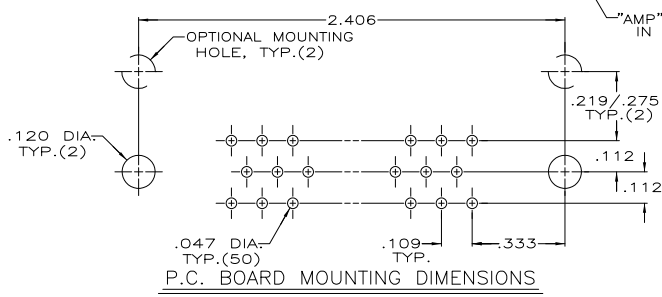 2.406
"AMP"
IN
OPTIONAL MOUNTING
HOLE, TYP.(2)
.219/.275
TYP.(2)
.120 DIA.
TYP.(2)
.112
.112
.047 DIA.
TYP.(50)
.109
TYP.
.333
P.C. BOARD MOUNTING DIMENSIONS